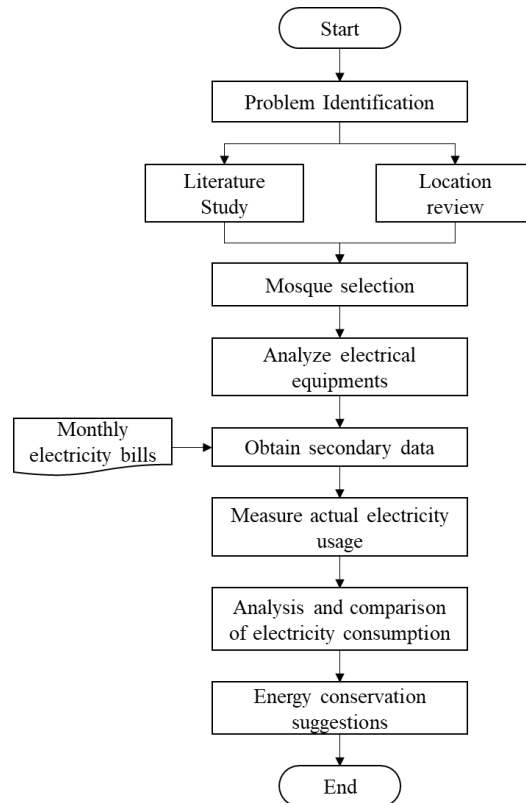 Start
Problem Identification
Literature
Study
Location
review
Mosque selection
Analyze electrical
equipments
Monthly
electricity bills
Obtain secondary data
Measure actual electricity
usage
Analysis and comparison
of electricity consumption
Energy conservation
suggestions
End